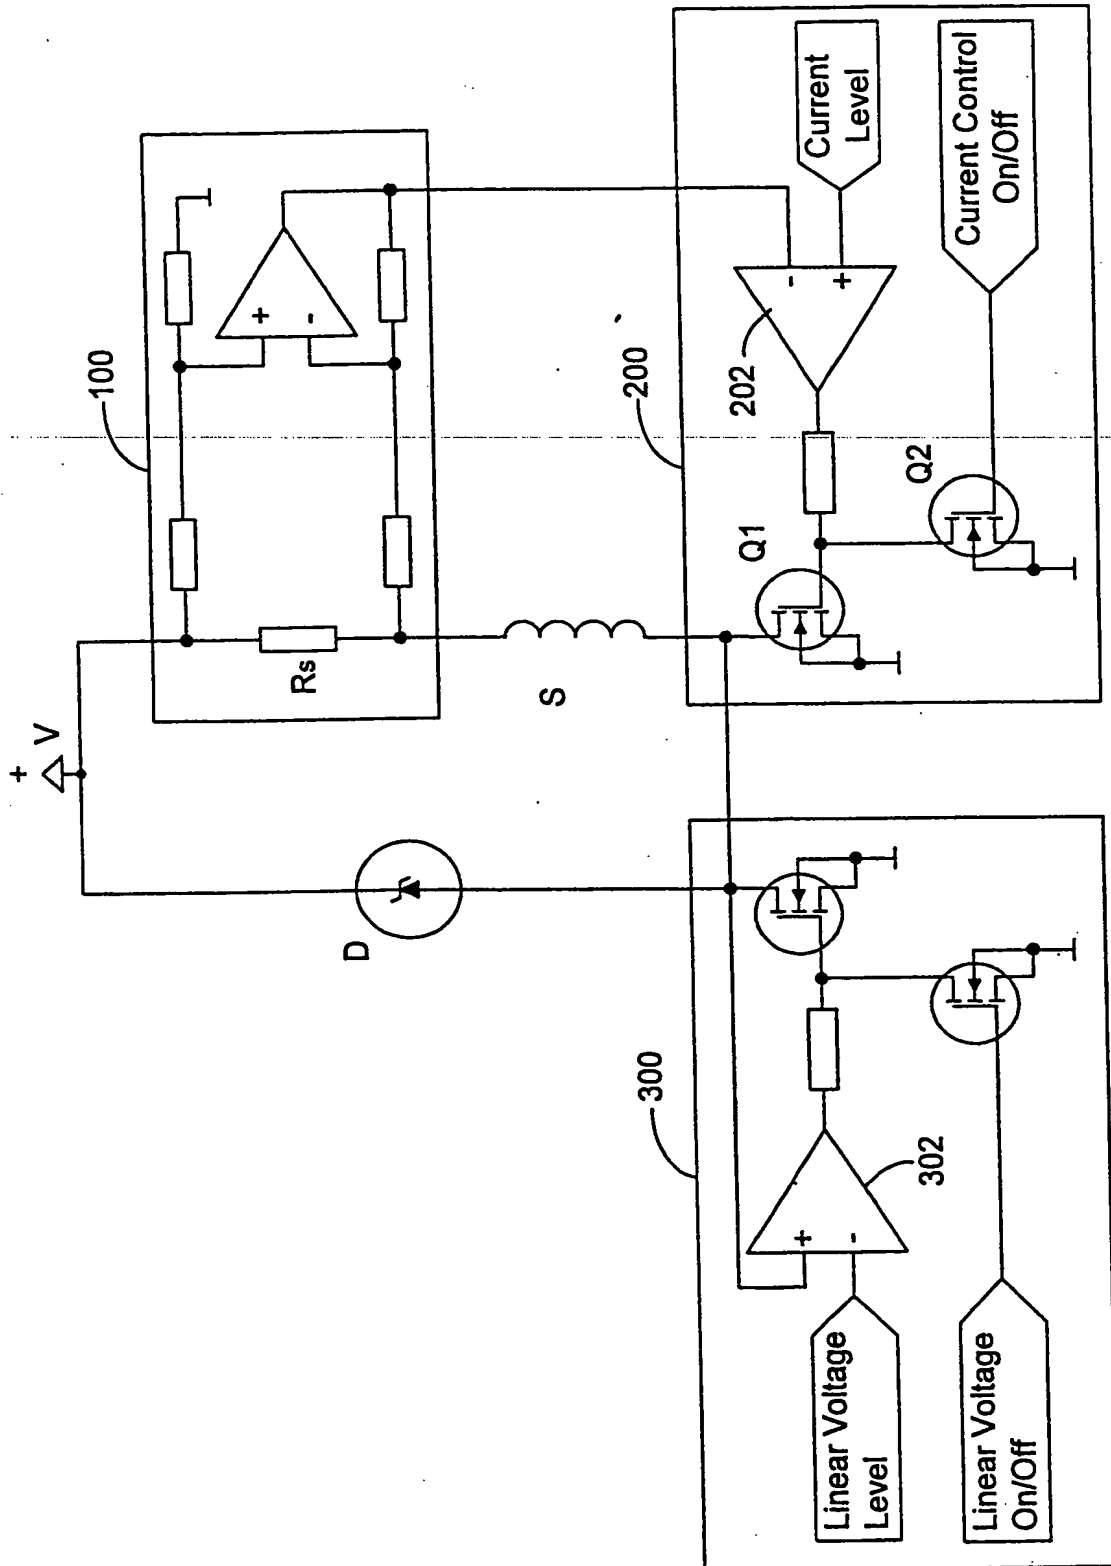 +
V
100
+
-
Rs
S
D
200
Current
Level
-
+
202
Current Control
On/Off
Q1
Q2
300
302
+
-
Linear Voltage
Level
Linear Voltage
On/Off